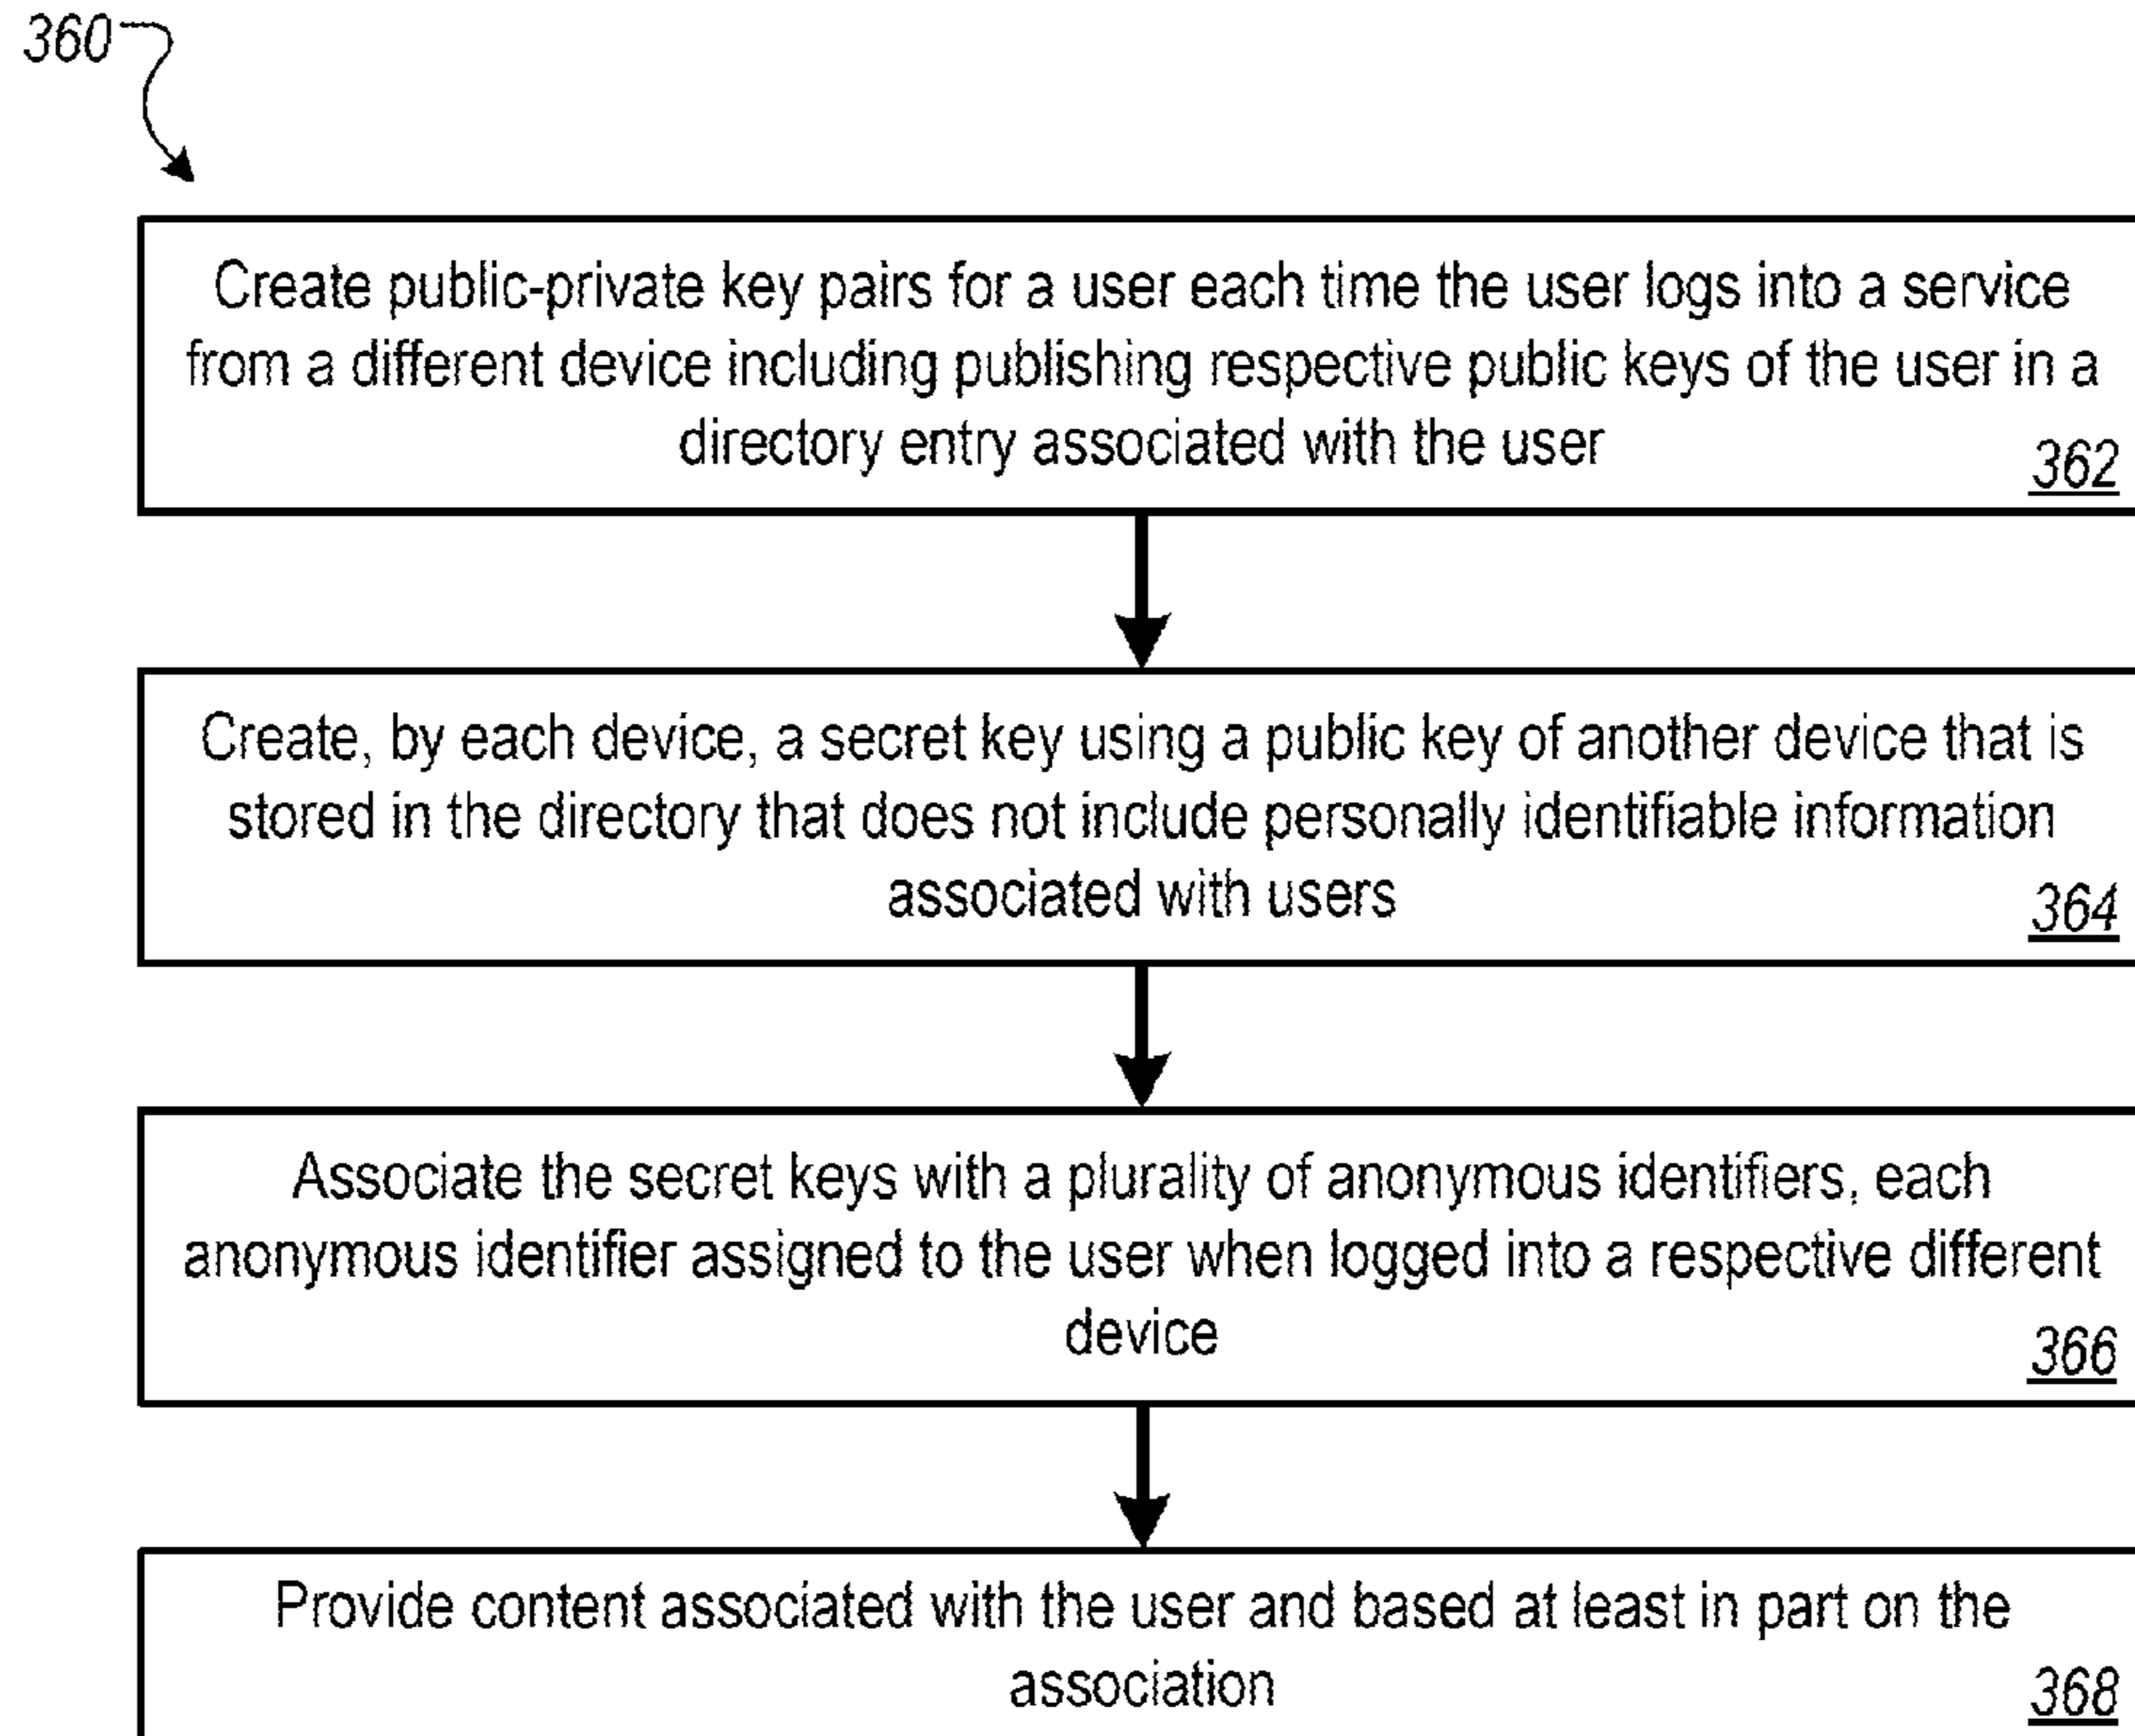 360
Create public-private key pairs for a user each time the user logs into a service
from a different device including publishing respective public keys of the user in a
directory entry associated with the user
362
Create, by each device, a secret key using a public key of another device that is
stored in the directory that does not include personally identifiable information
associated with users
364
Associate the secret keys with a plurality of anonymous identifiers, each
anonymous identifier assigned to the user when logged into a respective different
device
366
Provide content associated with the user and based at least in part on the
association
368